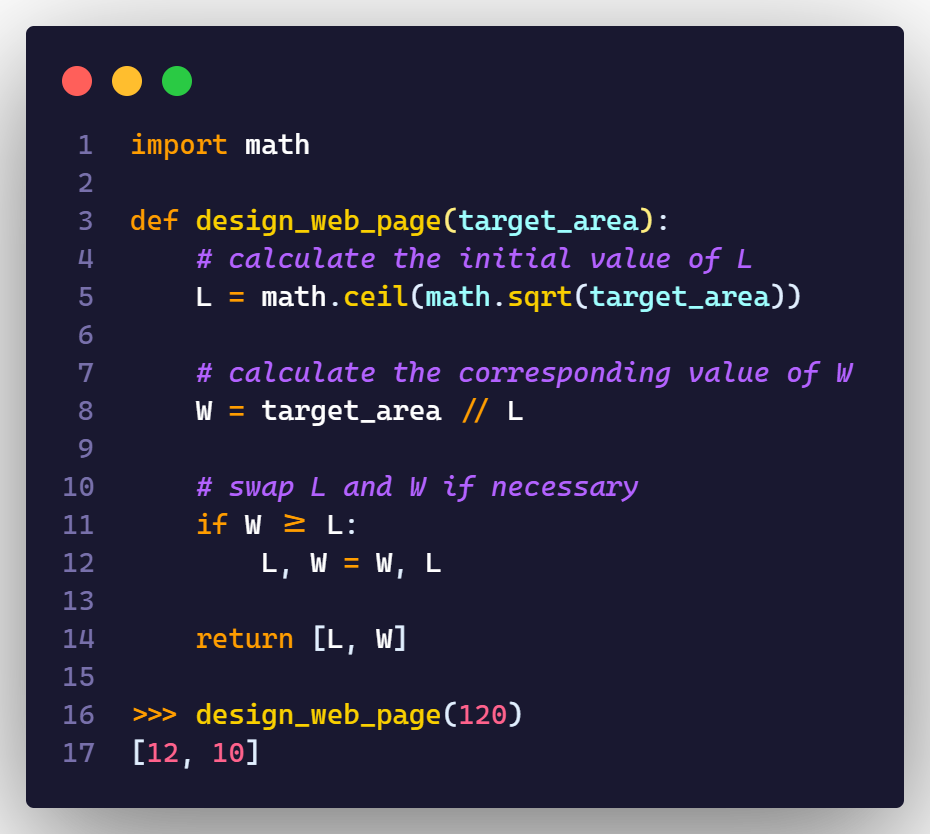 1 import math
2
3 def design_web_page(target_area):
4     # calculate the initial value of L
5     L = math.ceil(math.sqrt(target_area))
6
7     # calculate the corresponding value of W
8     W = target_area // L
9
10     # swap L and W if necessary
11     if W ≥ L:
12         L, W = W, L
13
14     return [L, W]
15
16 >>> design_web_page(120)
17 [12, 10]